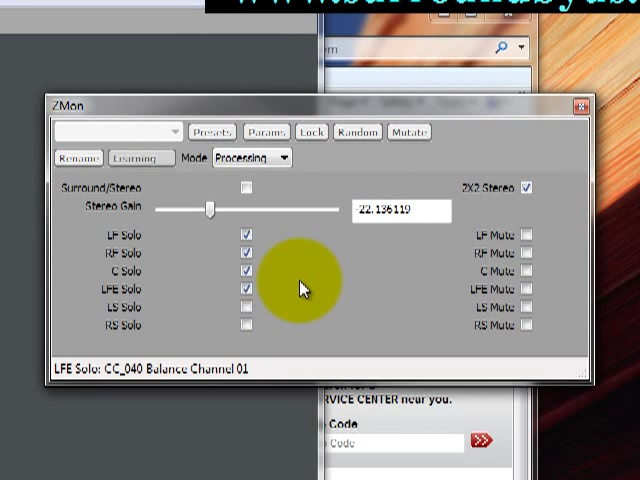 ZMon
Presets Params Lock Random Mutate
Rename Learning Mode Processing
Surround/Stereo 2X2 Stereo
Stereo Gain -22.136119
LF Solo LF Mute
RF Solo RF Mute
C Solo C Mute
LFE Solo LFE Mute
LS Solo LS Mute
RS Solo RS Mute
LFE Solo: CC_040 Balance Channel 01
RVICE CENTER near you.
Code
Code